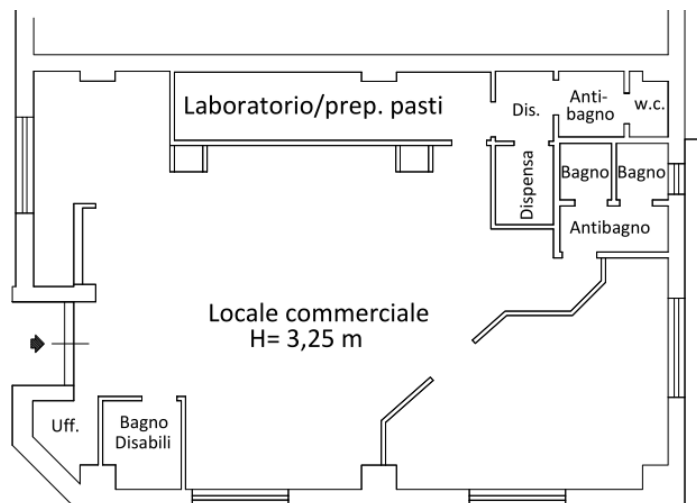 Laboratorio/prep. pasti
Dis.
Anti-
bagno
w.c.
Dispensa
Bagno
Bagno
Antibagno
Locale commerciale
H= 3,25 m
Uff.
Bagno
Disabili